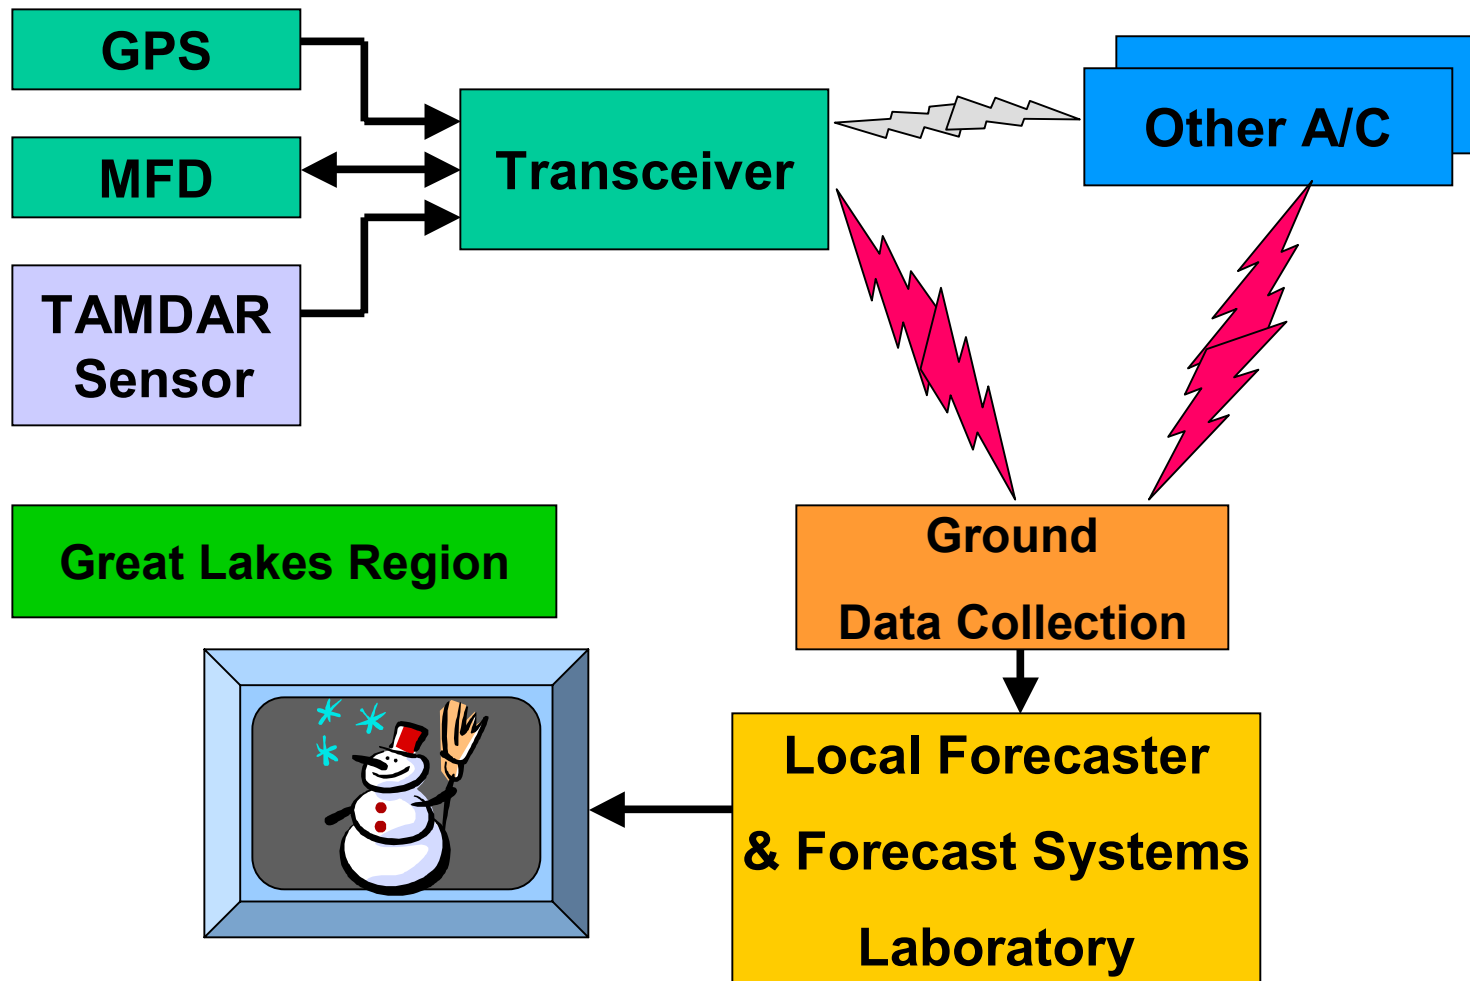 GPS
MFD
TAMDAR
Sensor
Transceiver
Other A/C
Great Lakes Region
Ground
Data Collection
Local Forecaster
& Forecast Systems
Laboratory